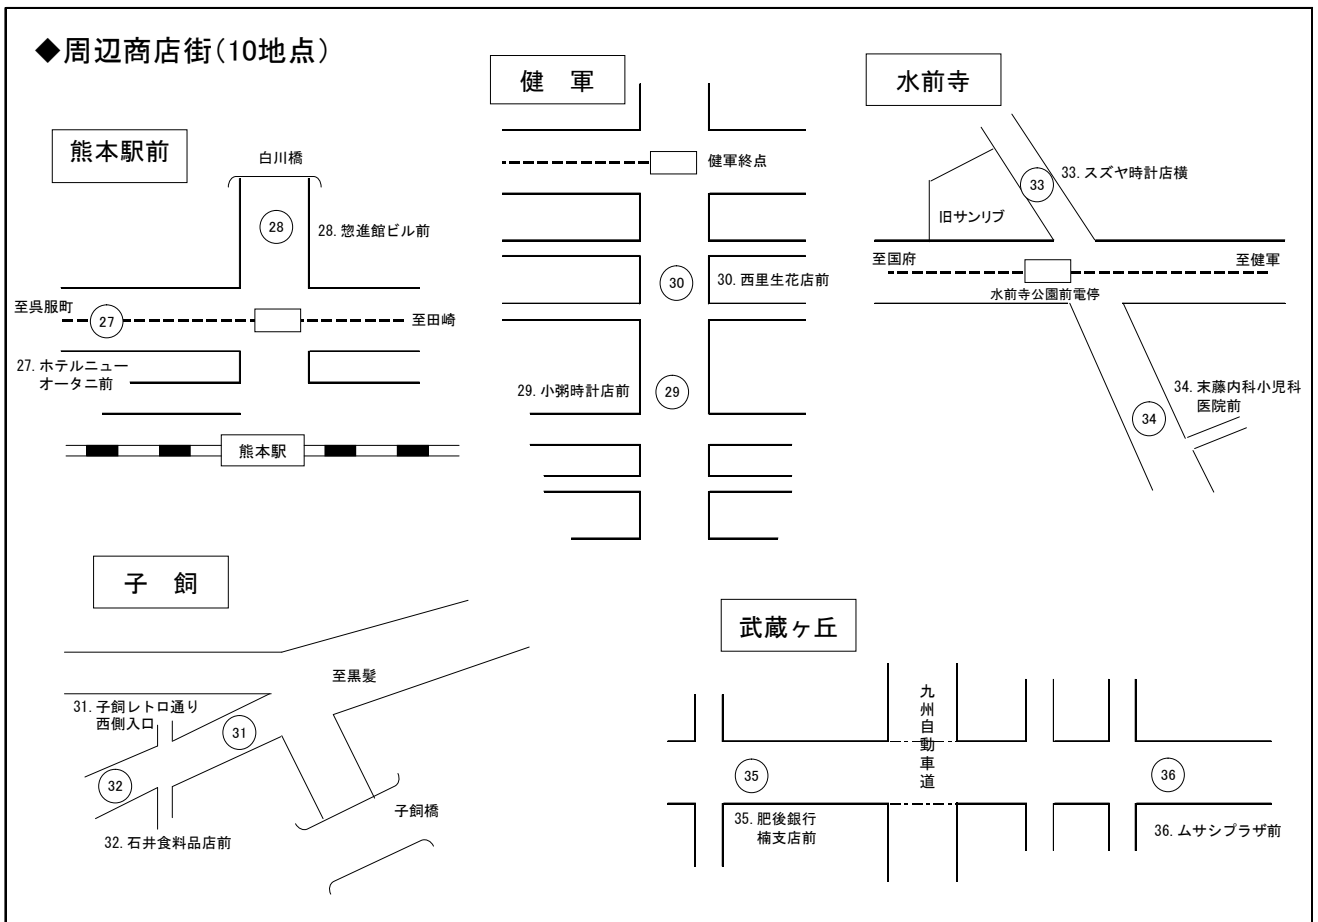 ◆周辺商店街(10地点)
熊本駅前
白川橋
28
28. 惣進館ビル前
至呉服町
27
至田崎
27. ホテルニュー
オータニ前
熊本駅
健 軍
健軍終点
30
30. 西里生花店前
29. 小粥時計店前
29
水前寺
33
33. スズヤ時計店横
旧サンリブ
至国府
至健軍
水前寺公園前電停
34. 末藤内科小児科
医院前
34
子 飼
至黒髪
31. 子飼レトロ通り
西側入口
31
32
子飼橋
32. 石井食料品店前
武蔵ヶ丘
九州自動車道
35
36
35. 肥後銀行
楠支店前
36. ムサシプラザ前